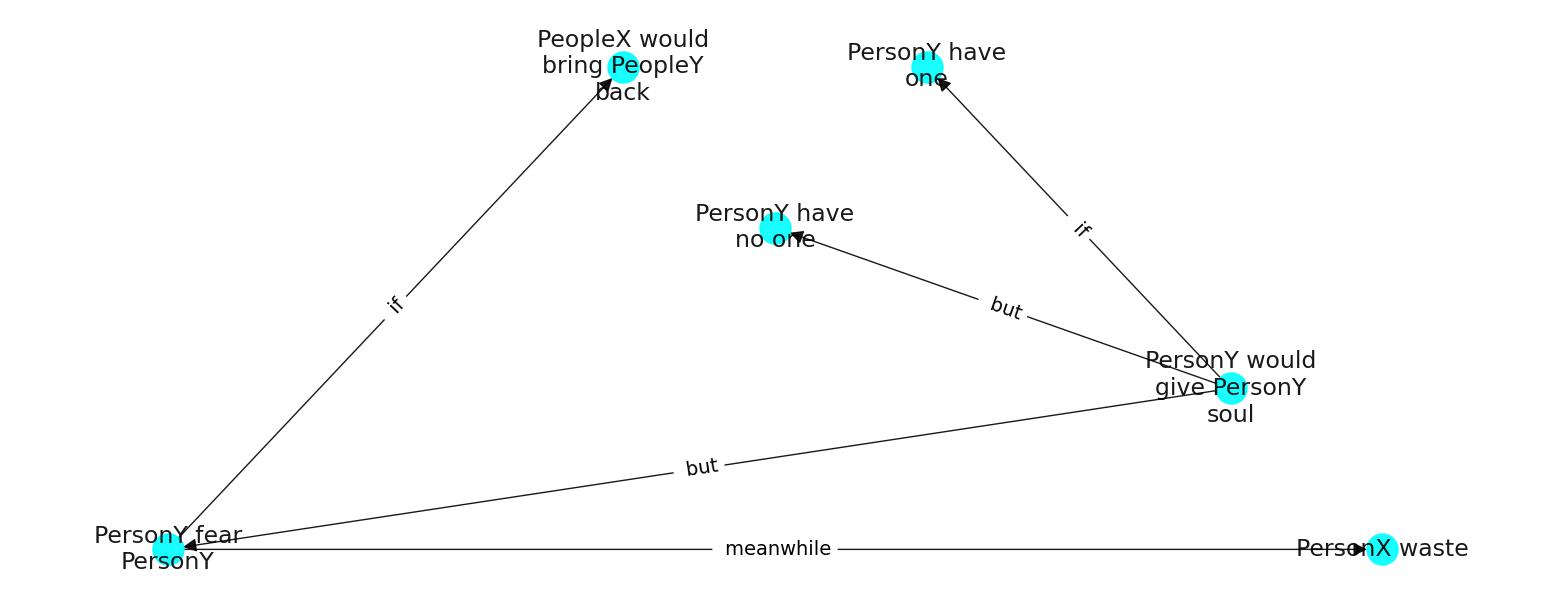 PeopleX would
bring PeopleY
back
PersonY have
one
PersonY have
no one
if
if
but
PersonY would
give PersonY
soul
but
PersonY fear
PersonY
meanwhile
PersonX waste